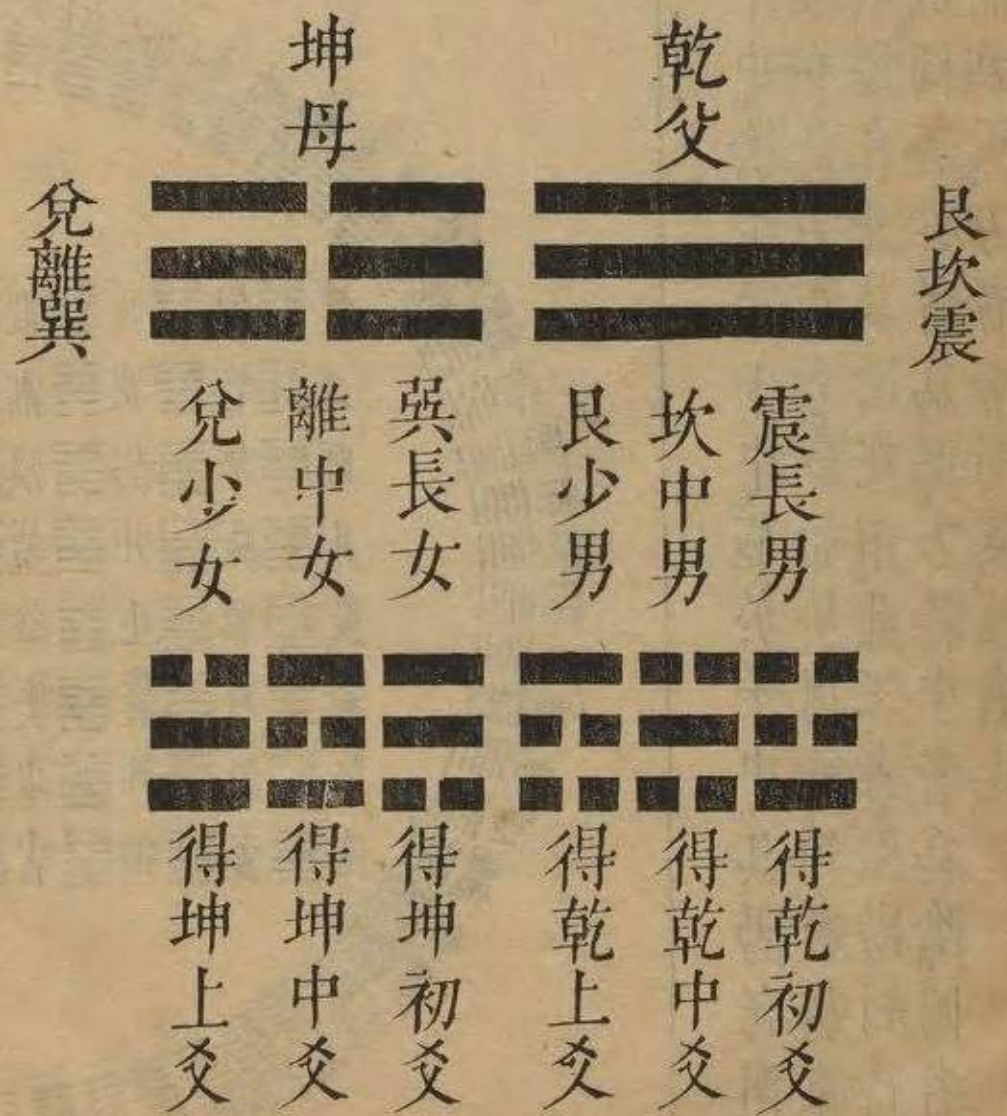 乾父
坤母
艮坎震
兌離巽
震長男
坎中男
艮少男
巽長女
離中女
兌少女
得乾初爻
得乾中爻
得乾上爻
得坤初爻
得坤中爻
得坤上爻